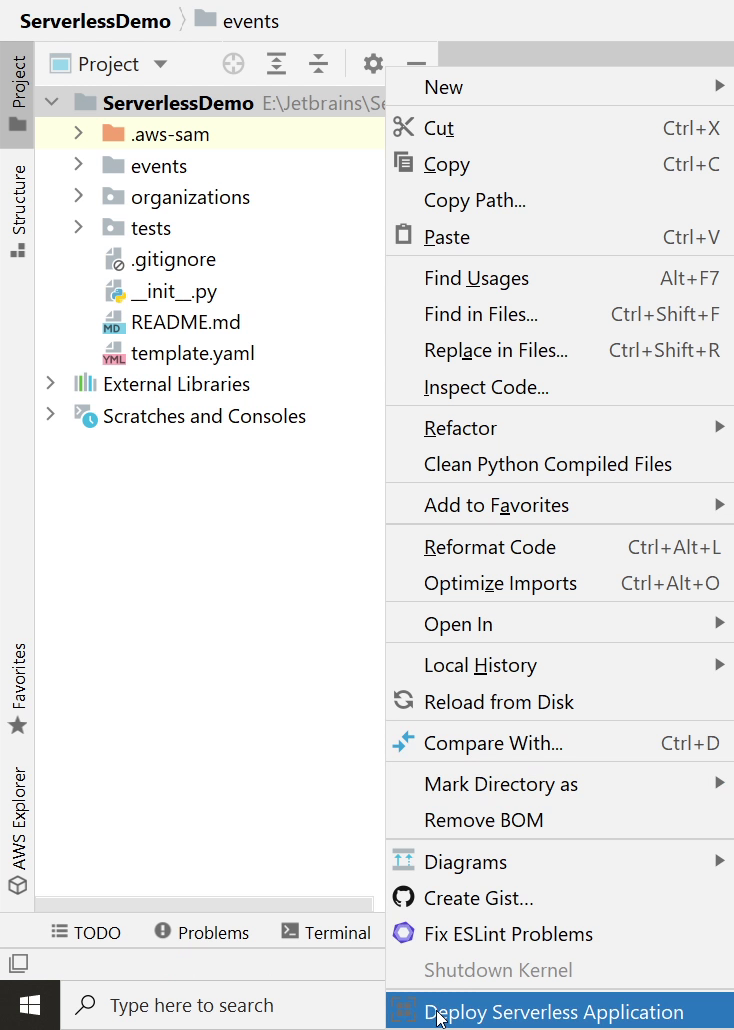 ServerlessDemo events
Project
Project
ServerlessDemo E:\Jetbrains\Se
.aws-sam
events
organizations
tests
.gitignore
__init__.py
MD README.md
YML template.yaml
External Libraries
Scratches and Consoles
Structure
Favorites
AWS Explorer
TODO Problems Terminal
Type here to search
New
Cut Ctrl+X
Copy Ctrl+C
Copy Path...
Paste Ctrl+V
Find Usages Alt+F7
Find in Files... Ctrl+Shift+F
Replace in Files... Ctrl+Shift+R
Inspect Code...
Refactor
Clean Python Compiled Files
Add to Favorites
Reformat Code Ctrl+Alt+L
Optimize Imports Ctrl+Alt+O
Open In
Local History
Reload from Disk
Compare With... Ctrl+D
Mark Directory as
Remove BOM
Diagrams
Create Gist...
Fix ESLint Problems
Shutdown Kernel
Deploy Serverless Application